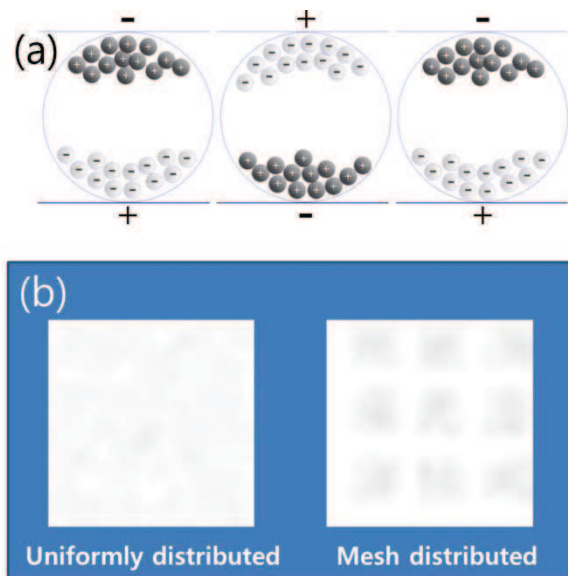 - + -
(a)
+ - +
(b)
Uniformly distributed Mesh distributed